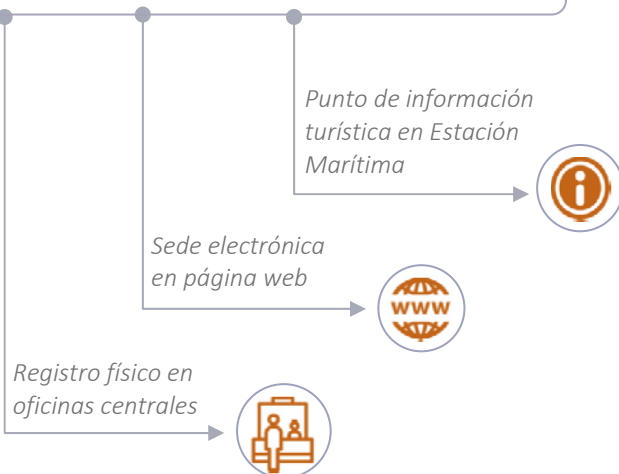 Punto de información
turística en Estación
Marítima
Sede electrónica
en página web
www
Registro físico en
oficinas centrales